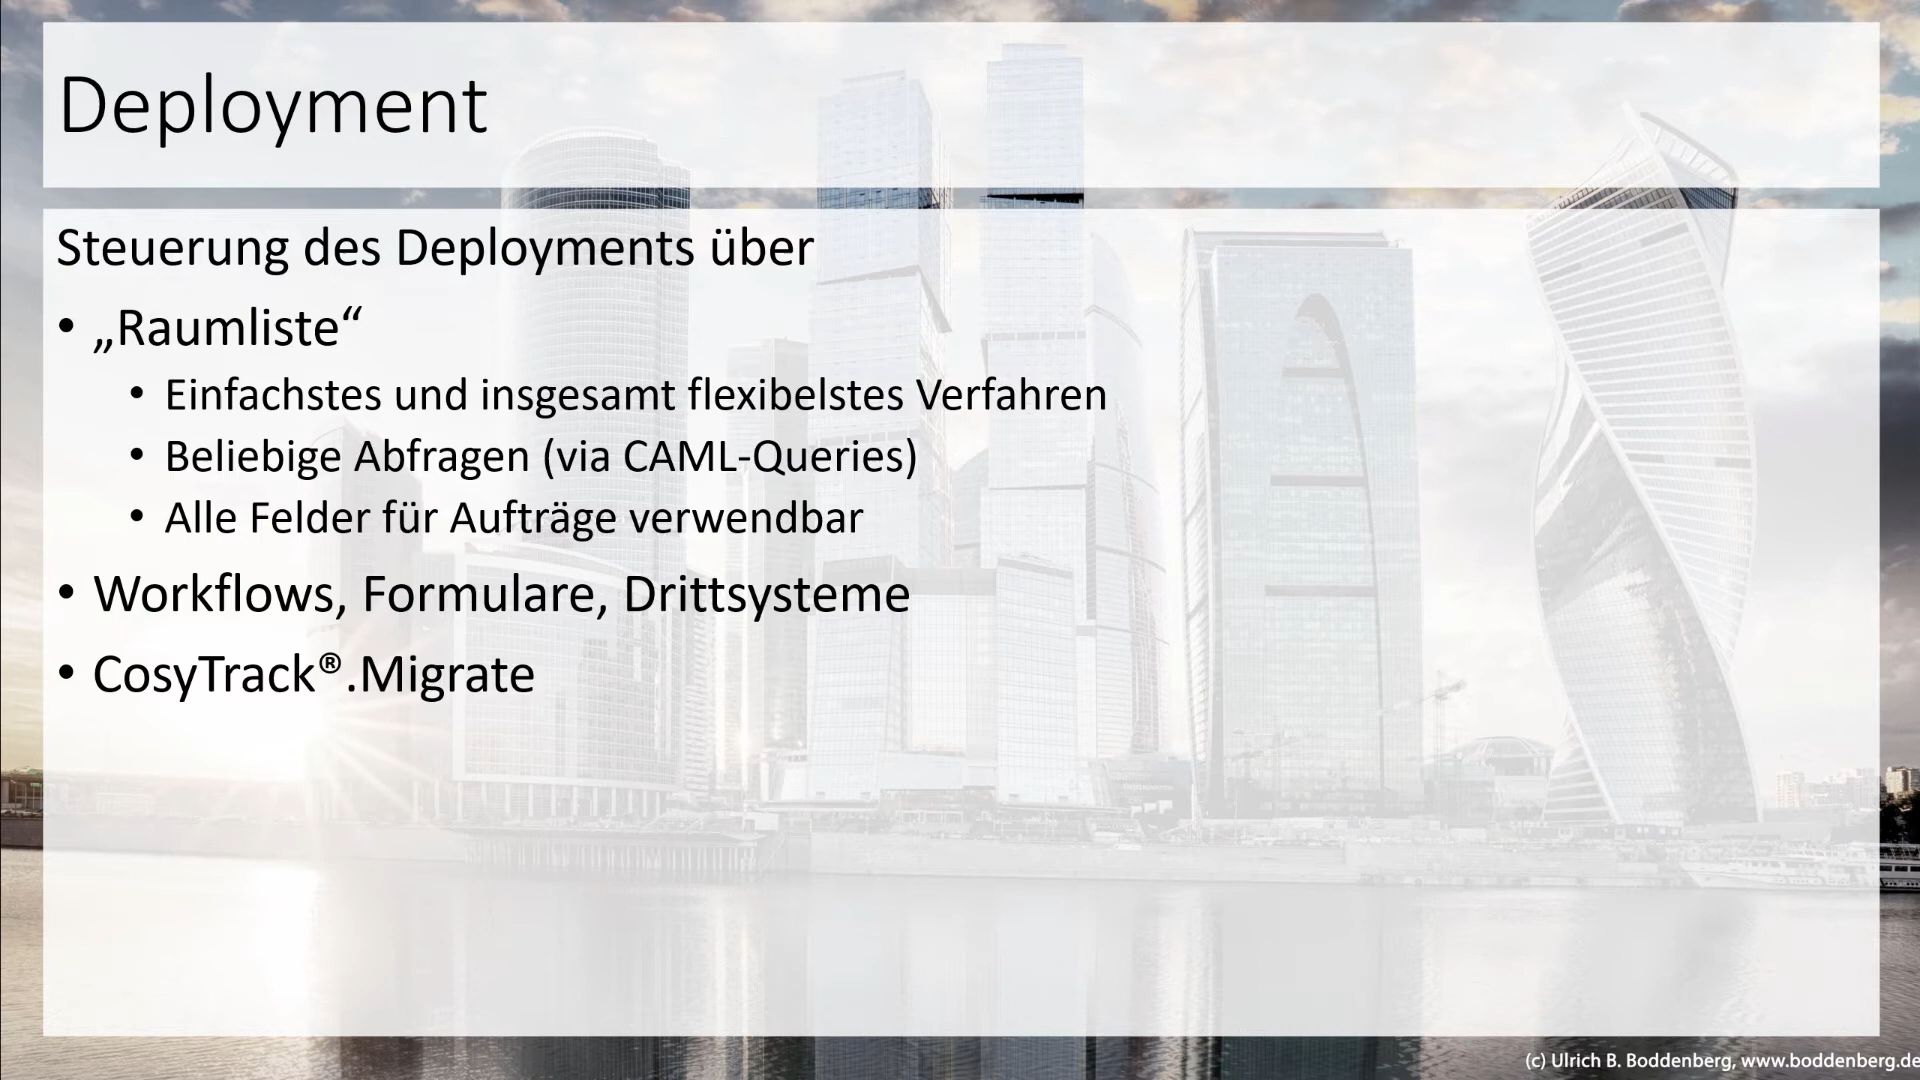 Deployment
Steuerung des Deployments über
• „Raumliste“
• Einfachstes und insgesamt flexibelstes Verfahren
• Beliebige Abfragen (via CAML-Queries)
• Alle Felder für Aufträge verwendbar
• Workflows, Formulare, Drittsysteme
• CosyTrack®.Migrate
(c) Ulrich B. Boddenberg, www.boddenberg.de